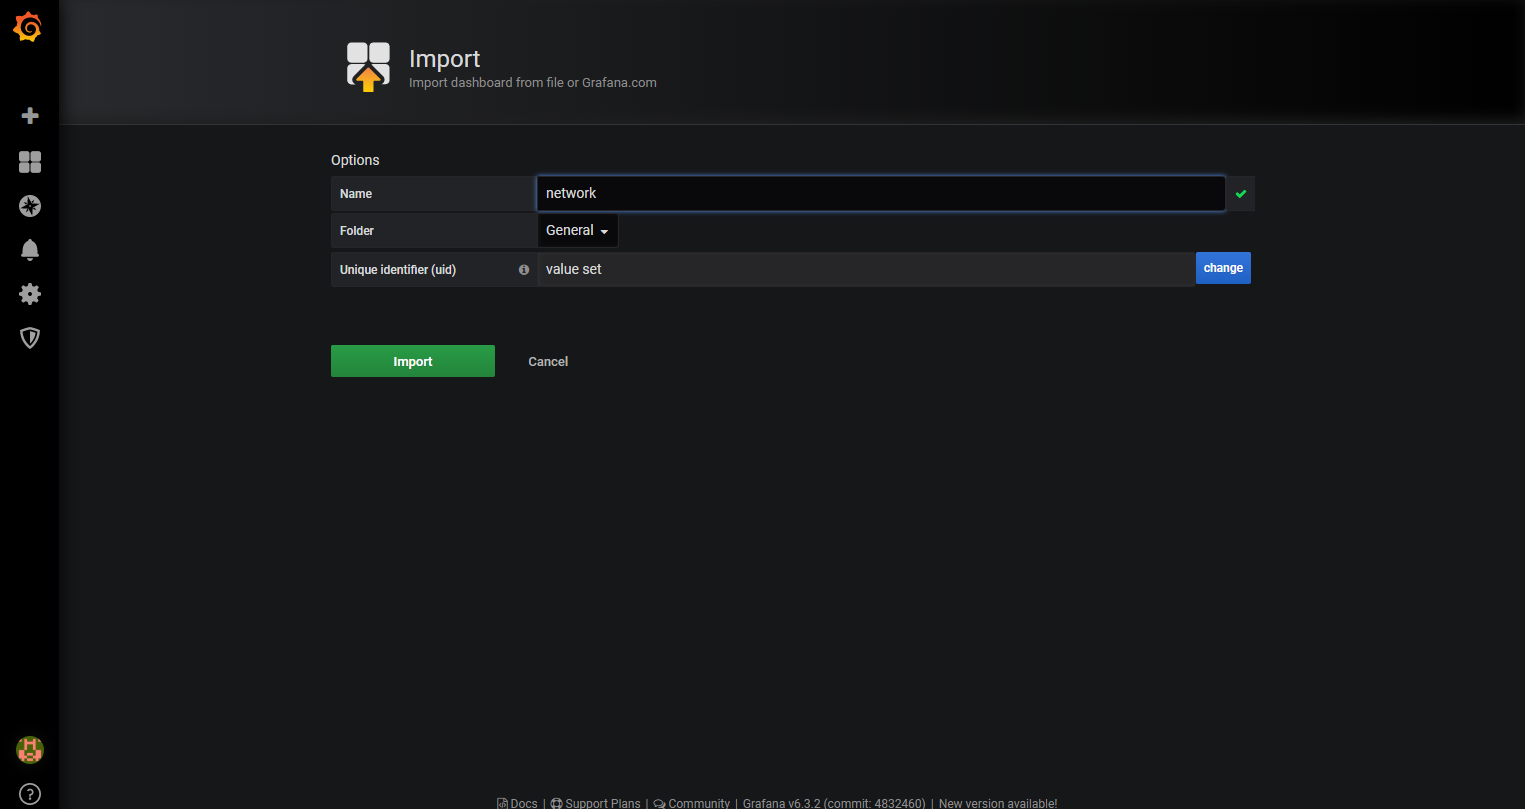 Import
Import dashboard from file or Grafana.com
Options
Name
network
Folder
General
Unique identifier (uid)
value set
change
Import
Cancel
Docs | Support Plans | Community | Grafana v6.3.2 (commit: 4832460) | New version available!